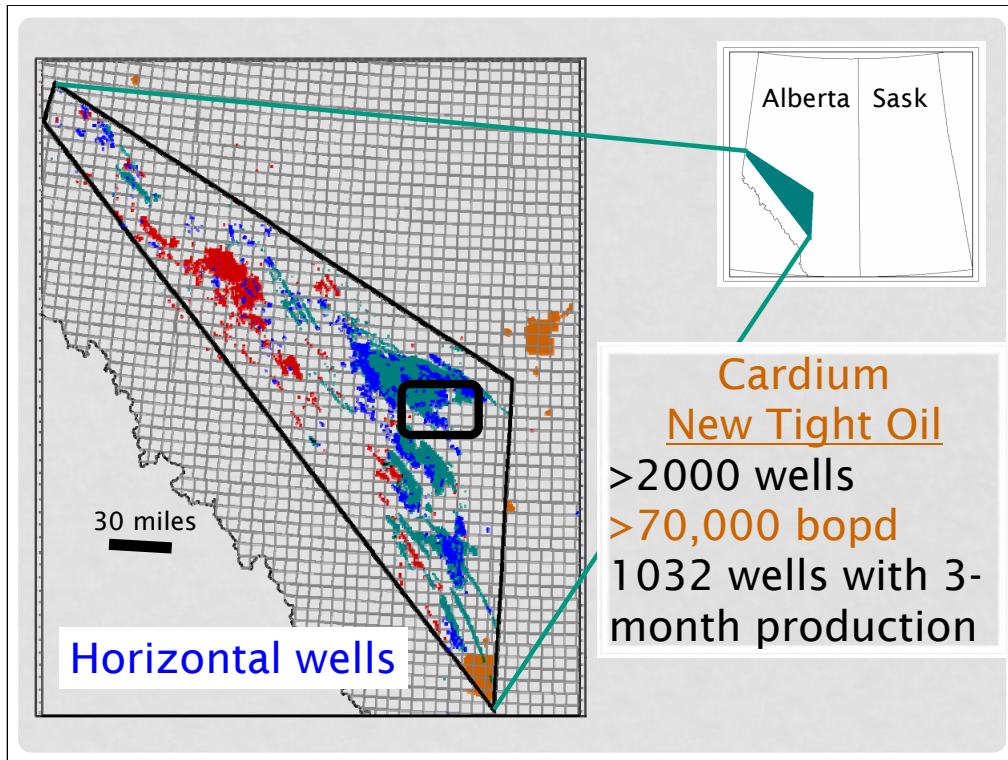 Alberta Sask
Cardium
New Tight Oil
>2000 wells
>70,000 bopd
1032 wells with 3-
month production
30 miles
Horizontal wells